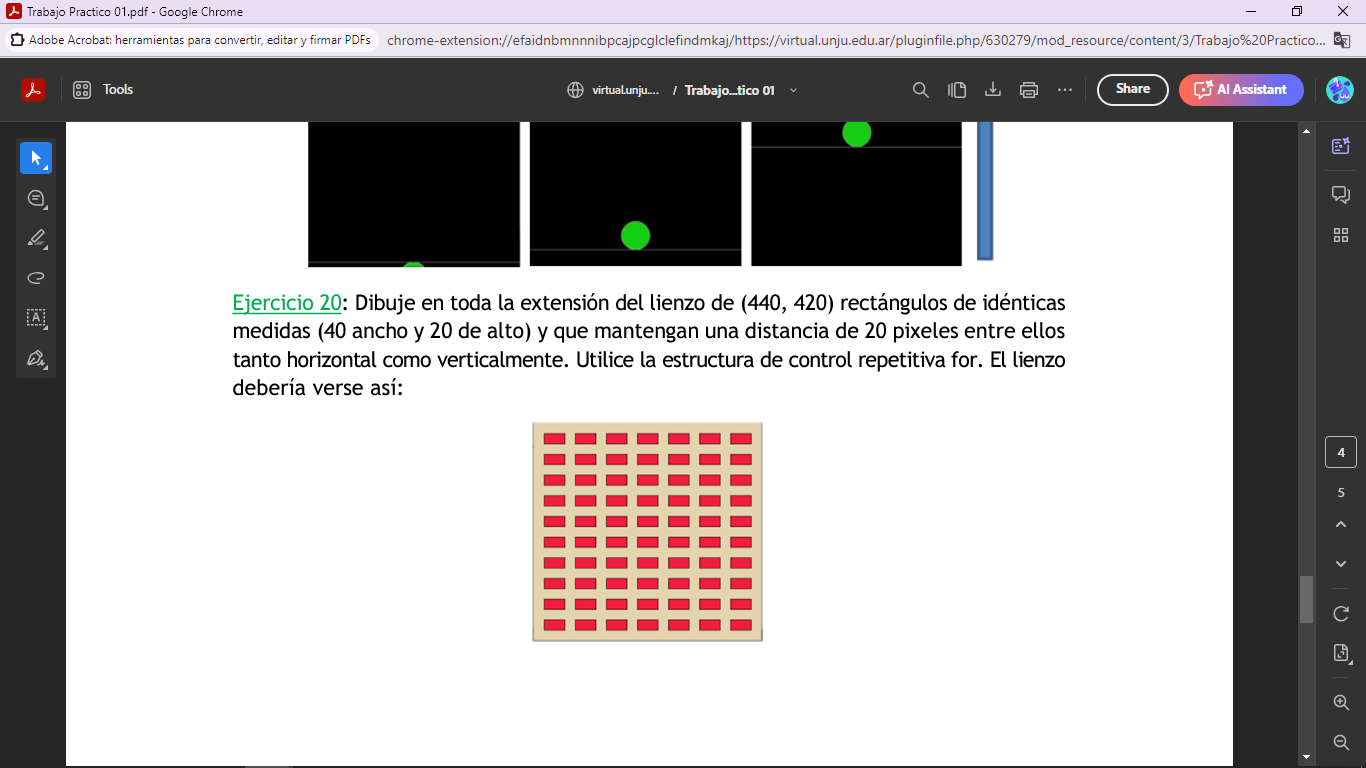 Trabajo Practico 01.pdf - Google Chrome
Adobe Acrobat: herramientas para convertir, editar y firmar PDFs
chrome-extension://efaidnbmnnnibpcajpcglclefindmkaj/https://virtual.unju.edu.ar/pluginfile.php/630279/mod_resource/content/3/Trabajo%20Practico...
Tools
virtual.unju.... / Trabajo...tico 01
Share
AI Assistant
Ejercicio 20: Dibuje en toda la extensión del lienzo de (440, 420) rectángulos de idénticas
medidas (40 ancho y 20 de alto) y que mantengan una distancia de 20 pixeles entre ellos
tanto horizontal como verticalmente. Utilice la estructura de control repetitiva for. El lienzo
debería verse así:
4
5